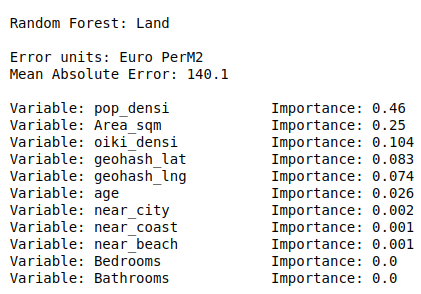 Random Forest: Land
Error units: Euro PerM2
Mean Absolute Error: 140.1
Variable: pop_densi Importance: 0.46
Variable: Area_sqm Importance: 0.25
Variable: oiki_densi Importance: 0.104
Variable: geohash_lat Importance: 0.083
Variable: geohash_lng Importance: 0.074
Variable: age Importance: 0.026
Variable: near_city Importance: 0.002
Variable: near_coast Importance: 0.001
Variable: near_beach Importance: 0.001
Variable: Bedrooms Importance: 0.0
Variable: Bathrooms Importance: 0.0